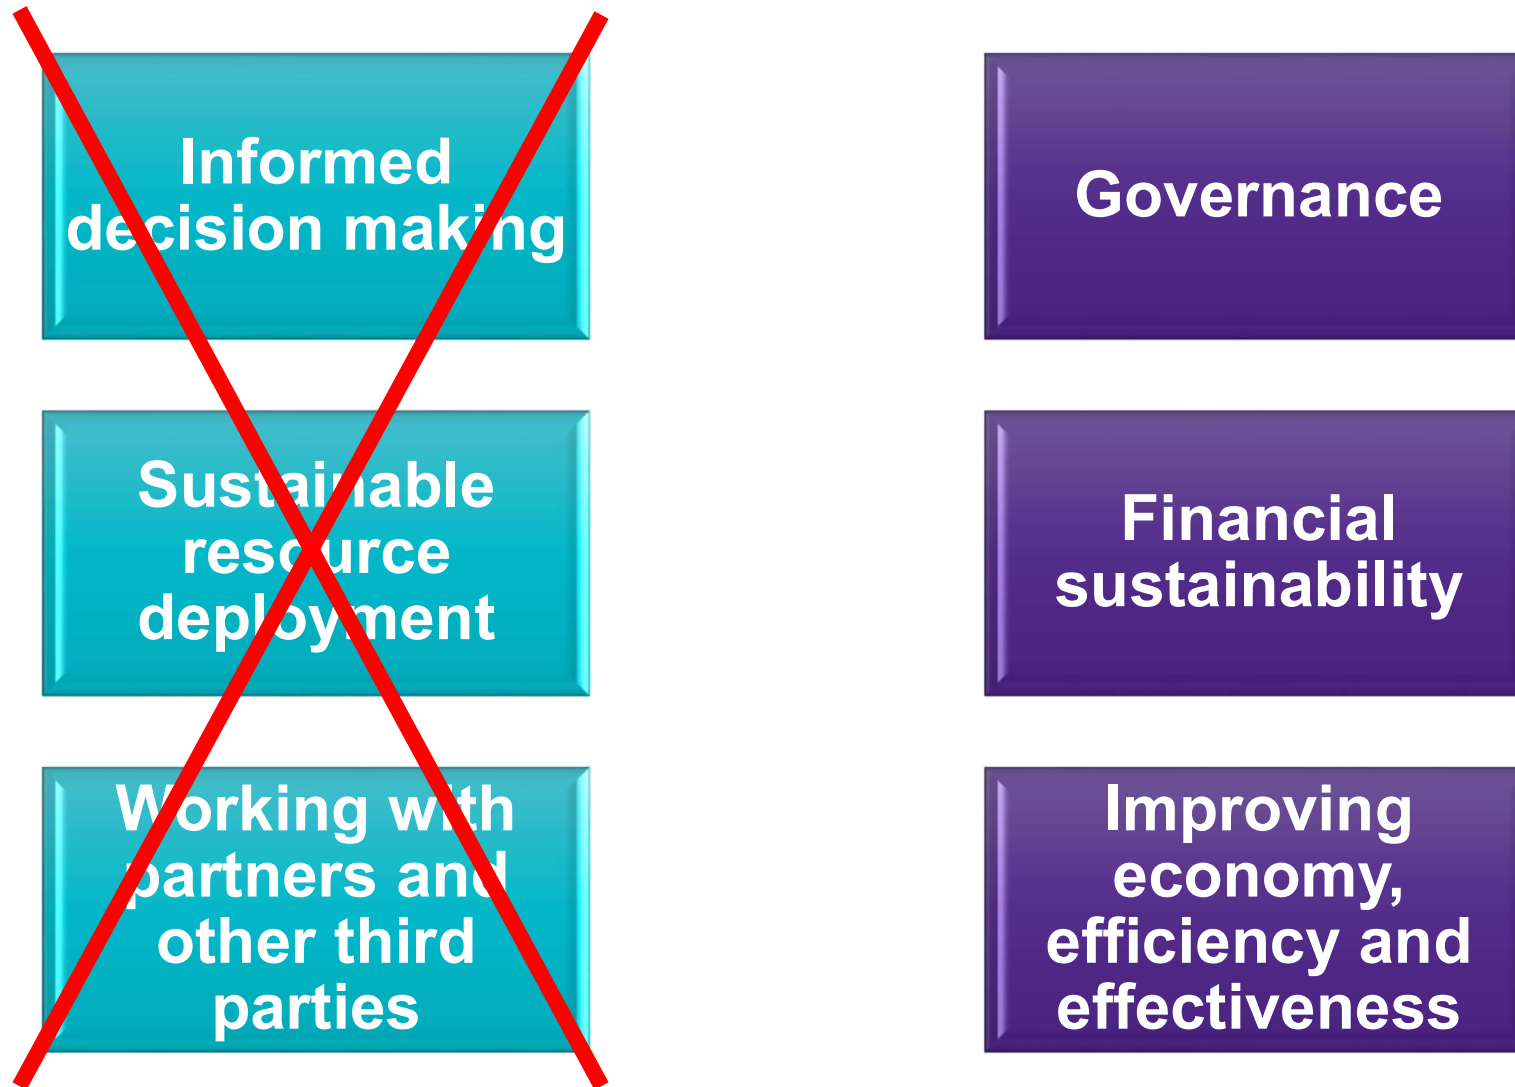 Informed
decision making
Sustainable
resource
deployment
Working with
partners and
other third
parties
Governance
Financial
sustainability
Improving
economy,
efficiency and
effectiveness